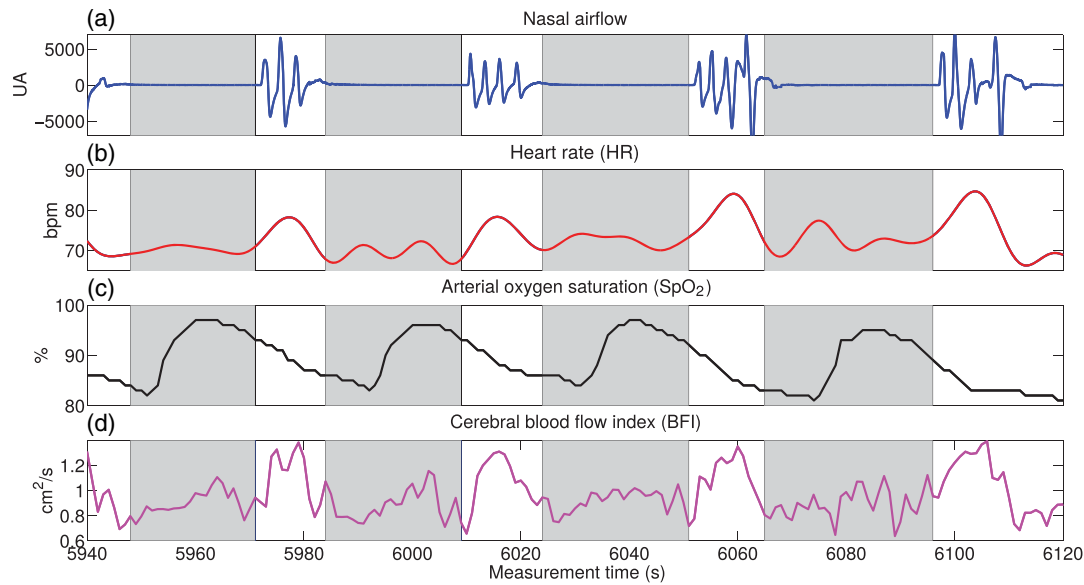 (a) Nasal airflow
5000
0
−5000
UA
(b) Heart rate (HR)
90
80
70
bpm
(c) Arterial oxygen saturation (SpO₂)
100
90
80
%
(d) Cerebral blood flow index (BFI)
1.2
1
0.8
0.6
cm²/s
5940 5960 5980 6000 6020 6040 6060 6080 6100 6120
Measurement time (s)